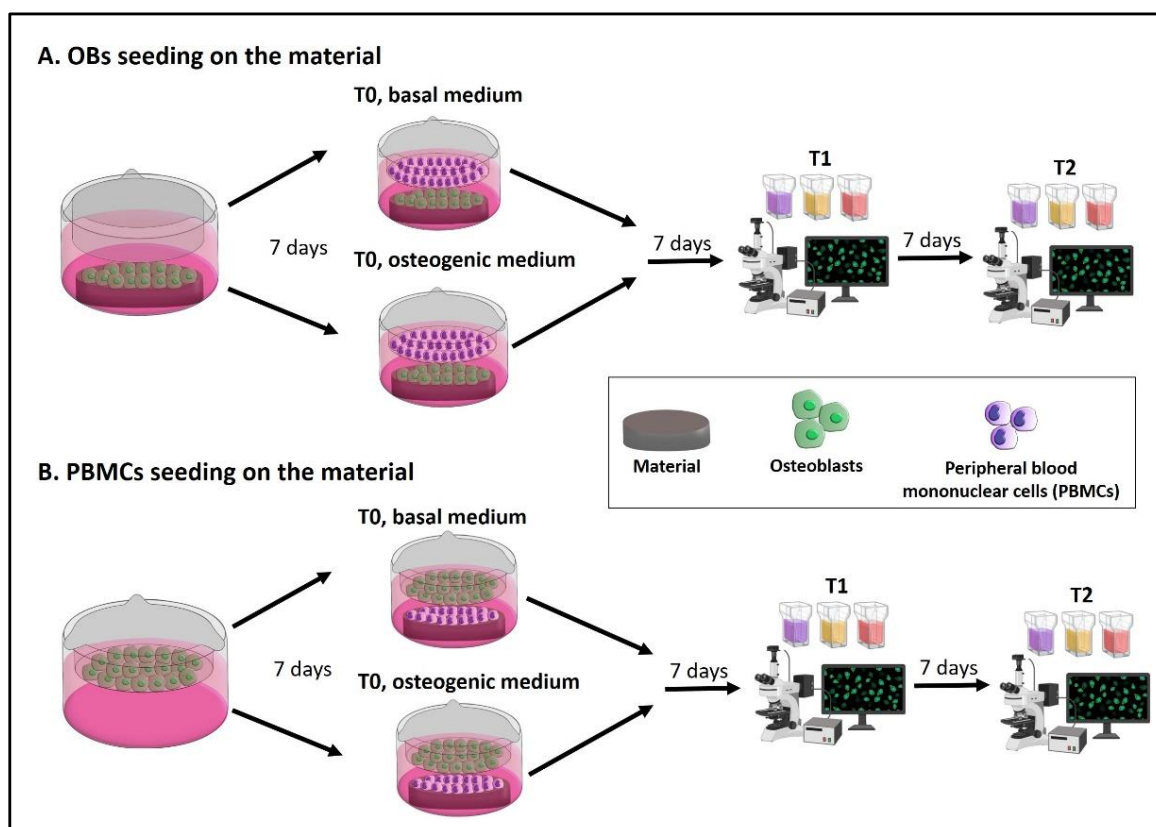 A. OBs seeding on the material
T0, basal medium
7 days
T0, osteogenic medium
7 days
T1
7 days
T2
Material
Osteoblasts
Peripheral blood
mononuclear cells (PBMCs)
B. PBMCs seeding on the material
T0, basal medium
7 days
T0, osteogenic medium
7 days
T1
7 days
T2